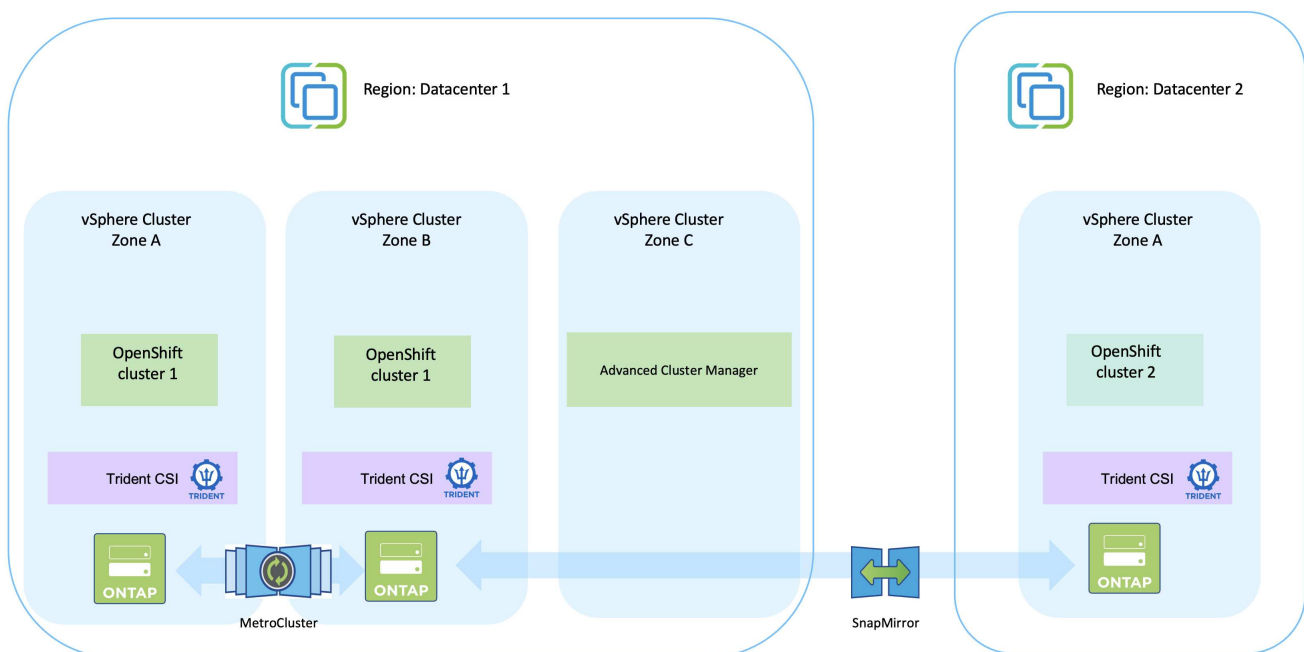 Region: Datacenter 1
Region: Datacenter 2
vSphere Cluster
Zone A
vSphere Cluster
Zone B
vSphere Cluster
Zone C
vSphere Cluster
Zone A
OpenShift
cluster 1
OpenShift
cluster 1
Advanced Cluster Manager
OpenShift
cluster 2
Trident CSI
TRIDENT
Trident CSI
TRIDENT
Trident CSI
TRIDENT
ONTAP
ONTAP
ONTAP
MetroCluster
SnapMirror